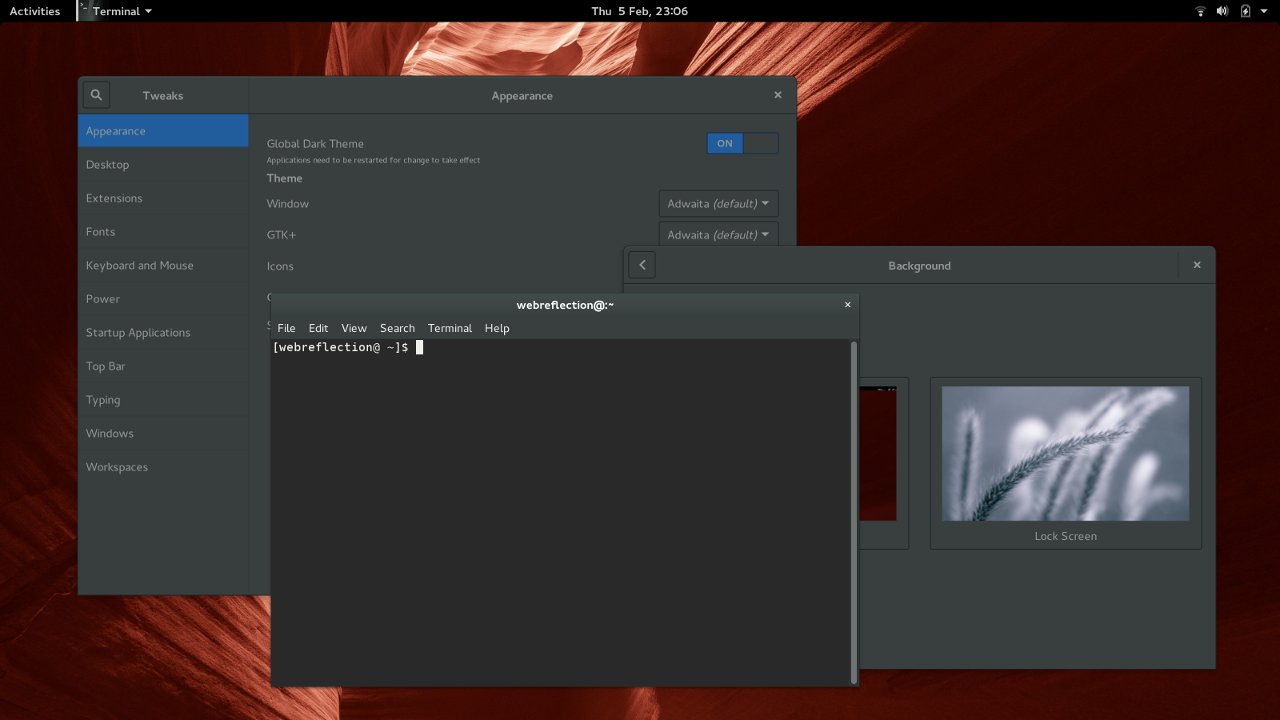 Activities Terminal Thu 5 Feb, 23:06
Tweaks Appearance
Appearance
Desktop
Extensions
Fonts
Keyboard and Mouse
Power
Startup Applications
Top Bar
Typing
Windows
Workspaces
Global Dark Theme ON
Applications need to be restarted for change to take effect
Theme
Window Adwaita (default)
GTK+ Adwaita (default)
Icons
Background
Lock Screen
webreflection@:~
File Edit View Search Terminal Help
[webreflection@ ~]$